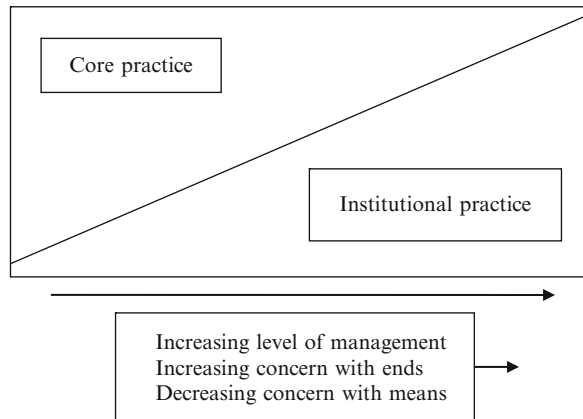 Core practice
Institutional practice
Increasing level of management
Increasing concern with ends
Decreasing concern with means